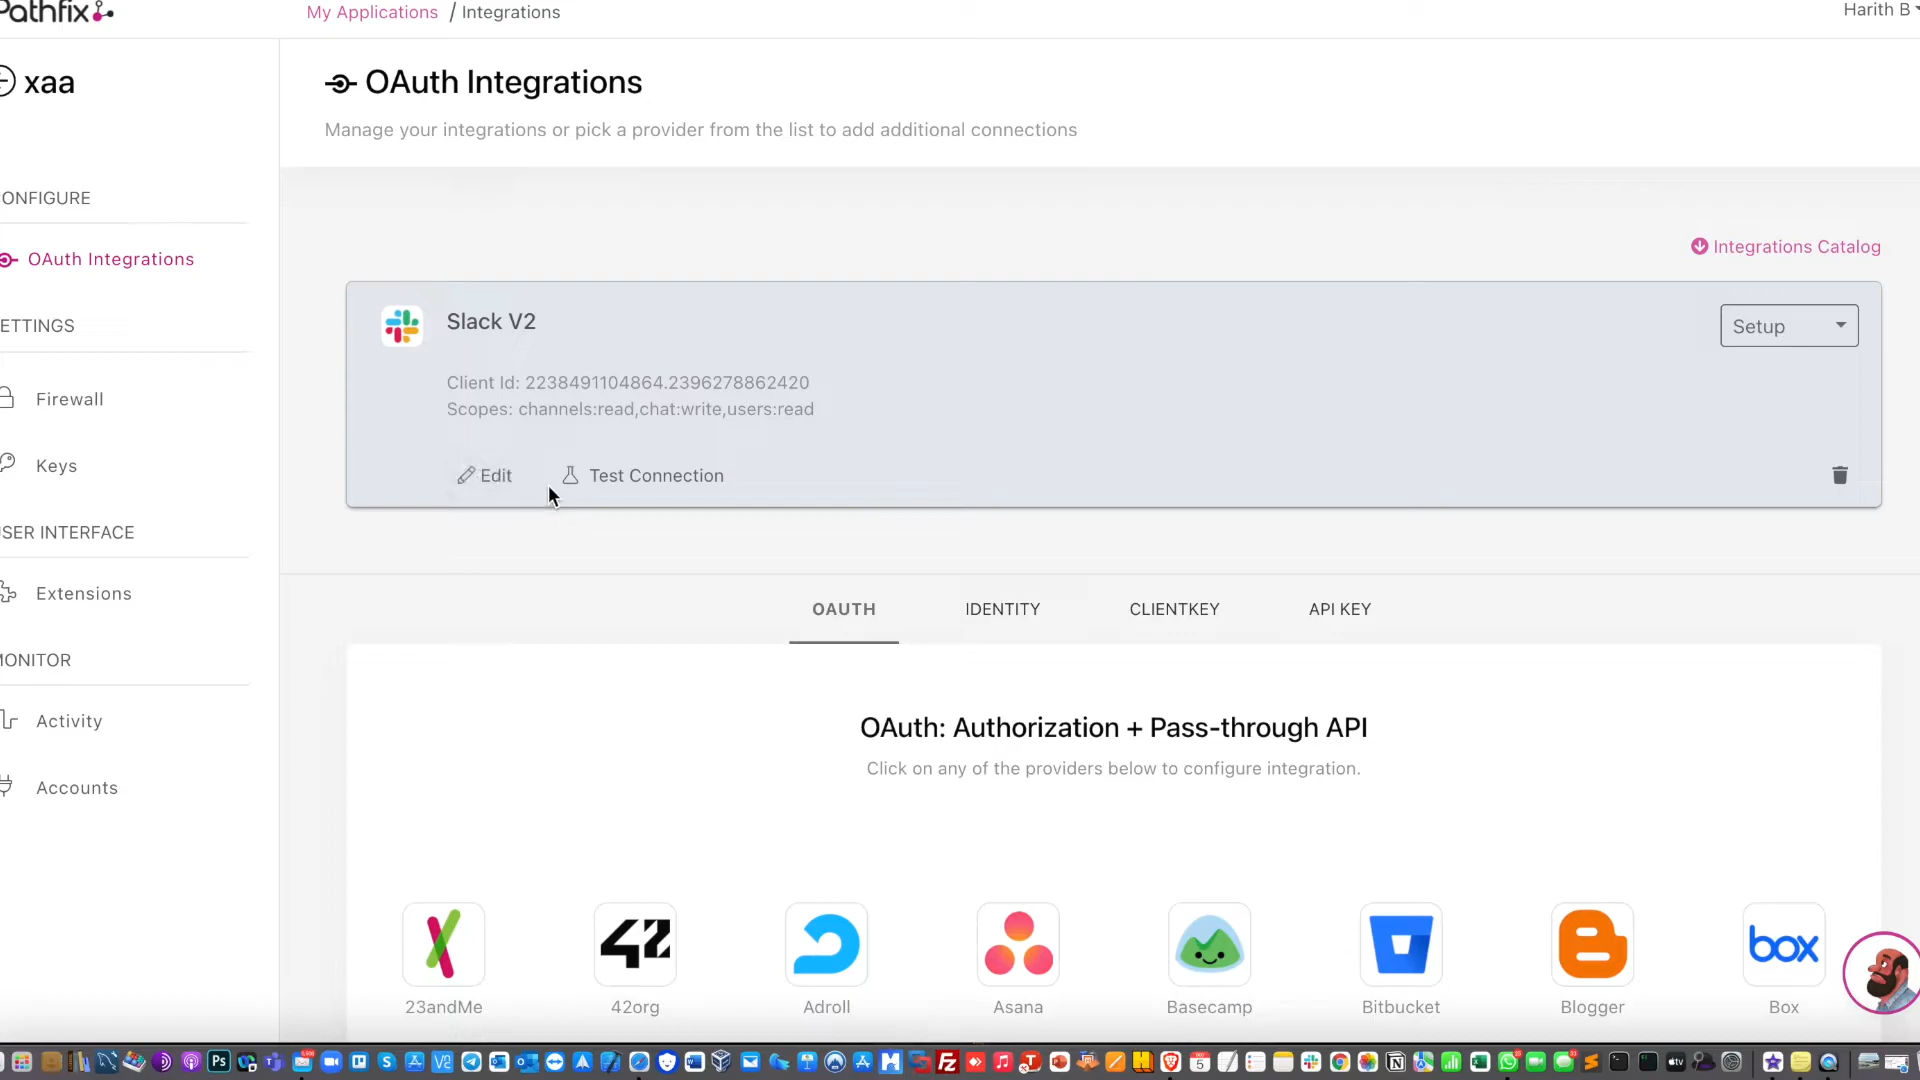 Pathfix
My Applications / Integrations
Harith B
xaa
OAuth Integrations
Manage your integrations or pick a provider from the list to add additional connections
ONFIGURE
OAuth Integrations
Integrations Catalog
ETTINGS
Slack V2
Setup
Client Id: 2238491104864.2396278862420
Scopes: channels:read,chat:write,users:read
Firewall
Keys
Edit
Test Connection
SER INTERFACE
Extensions
OAUTH
IDENTITY
CLIENTKEY
API KEY
MONITOR
Activity
Accounts
OAuth: Authorization + Pass-through API
Click on any of the providers below to configure integration.
42
box
23andMe
42org
Adroll
Asana
Basecamp
Bitbucket
Blogger
Box